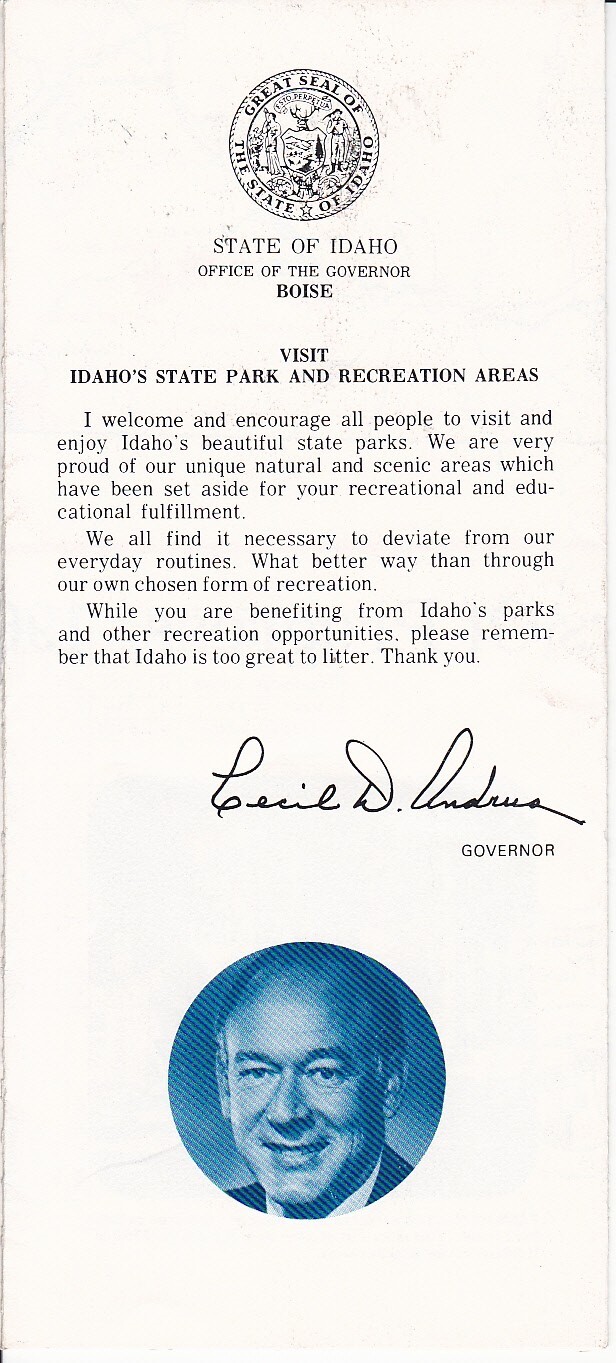 GREAT SEAL OF
THE STATE OF IDAHO
ESTO PERPETUA
STATE OF IDAHO
OFFICE OF THE GOVERNOR
BOISE
VISIT
IDAHO'S STATE PARK AND RECREATION AREAS
I welcome and encourage all people to visit and
enjoy Idaho's beautiful state parks. We are very
proud of our unique natural and scenic areas which
have been set aside for your recreational and edu-
cational fulfillment.
We all find it necessary to deviate from our
everyday routines. What better way than through
our own chosen form of recreation.
While you are benefiting from Idaho's parks
and other recreation opportunities, please remem-
ber that Idaho is too great to litter. Thank you.
Cecil D. Andrus
GOVERNOR